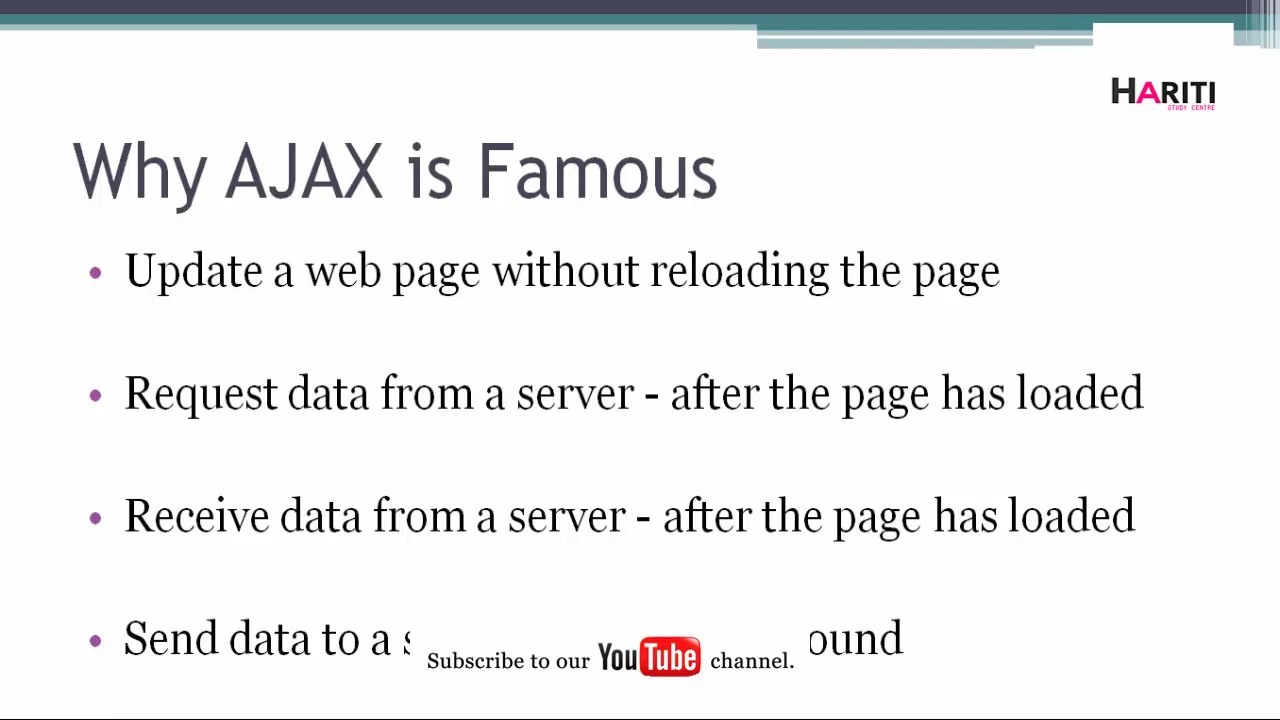 HARITI
STUDY CENTRE
Why AJAX is Famous
• Update a web page without reloading the page
• Request data from a server - after the page has loaded
• Receive data from a server - after the page has loaded
• Send data to a
Subscribe to our YouTube channel.